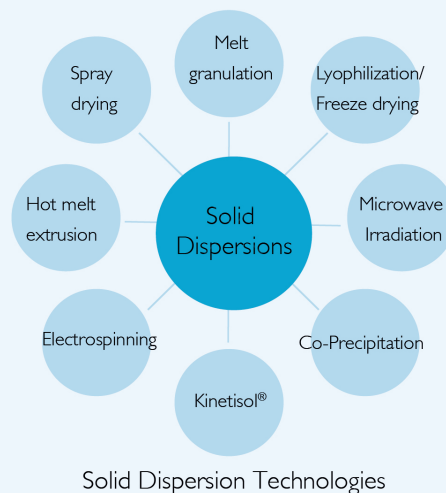 Melt
granulation
Spray
drying
Lyophilization/
Freeze drying
Hot melt
extrusion
Solid
Dispersions
Microwave
Irradiation
Electrospinning
Co-Precipitation
Kinetisol®
Solid Dispersion Technologies